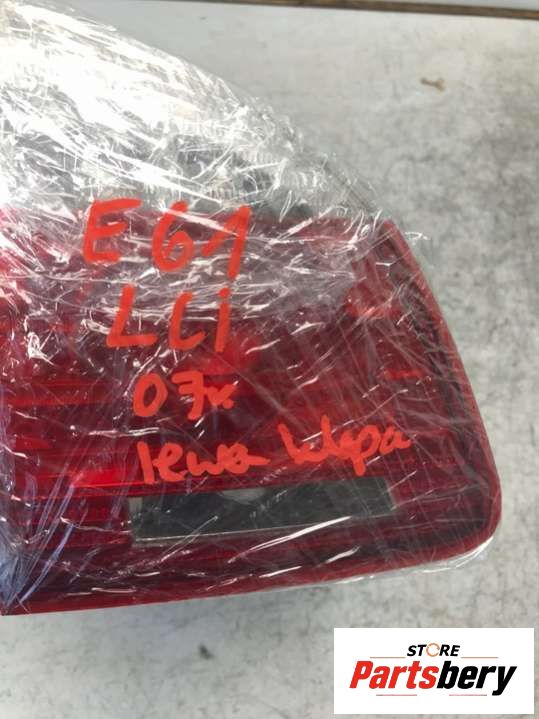 E61
LCi
07r
lewa klapa
STORE
Partsbery